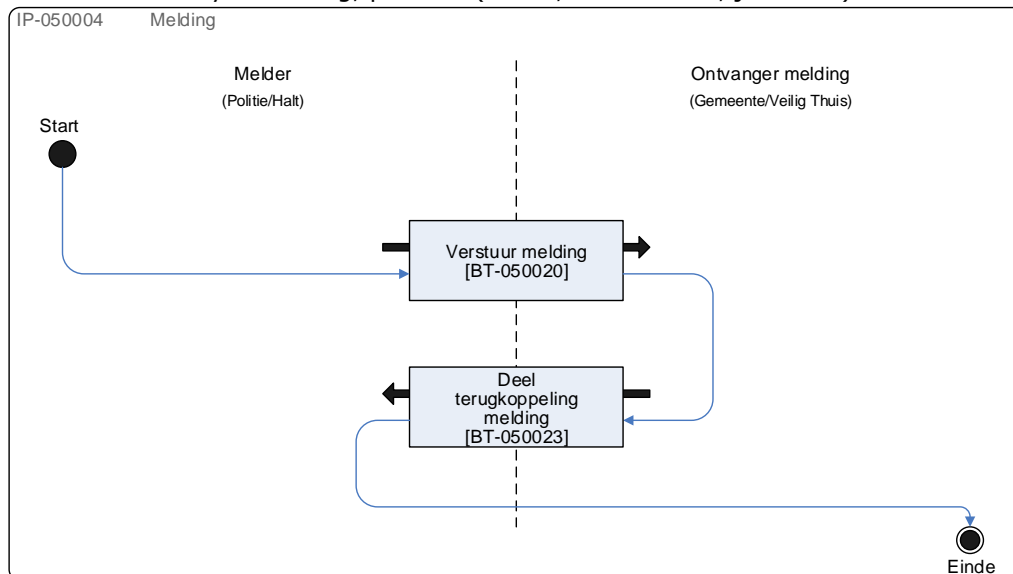 IP-050004 Melding
Melder
(Politie/Halt)
Ontvanger melding
(Gemeente/Veilig Thuis)
Start
Verstuur melding
[BT-050020]
Deel
terugkoppeling
melding
[BT-050023]
Einde